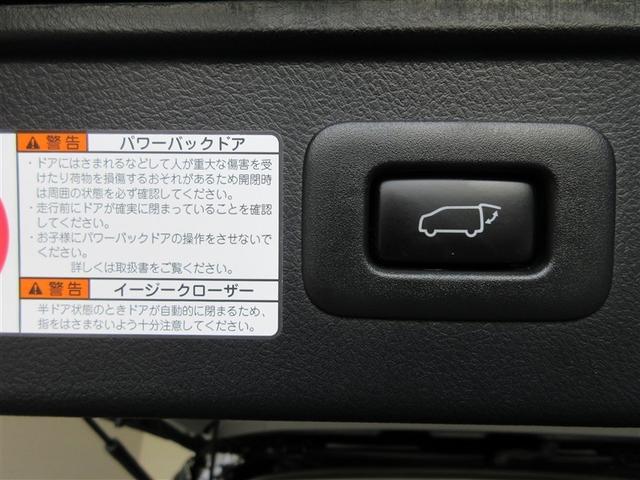 警告 パワーバックドア
・ドアにはさまれるなどして人が重大な傷害を受
けたり荷物を損傷するおそれがあるため開閉時
は周囲の状態を必ず確認してください。
・走行前にドアが確実に閉まっていることを確認
してください。
・お子様にパワーバックドアの操作をさせないで
ください。
詳しくは取扱書をご覧ください。
警告 イージークローザー
半ドア状態のときドアが自動的に閉まるため、
指をはさまないよう十分注意してください。